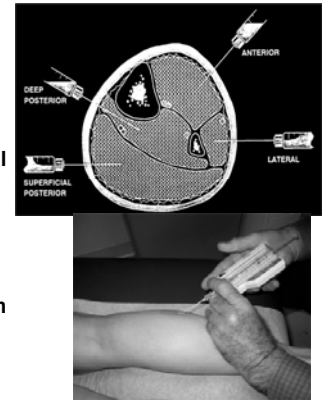 ANTERIOR
DEEP
POSTERIOR
l
LATERAL
SUPERFICIAL
POSTERIOR